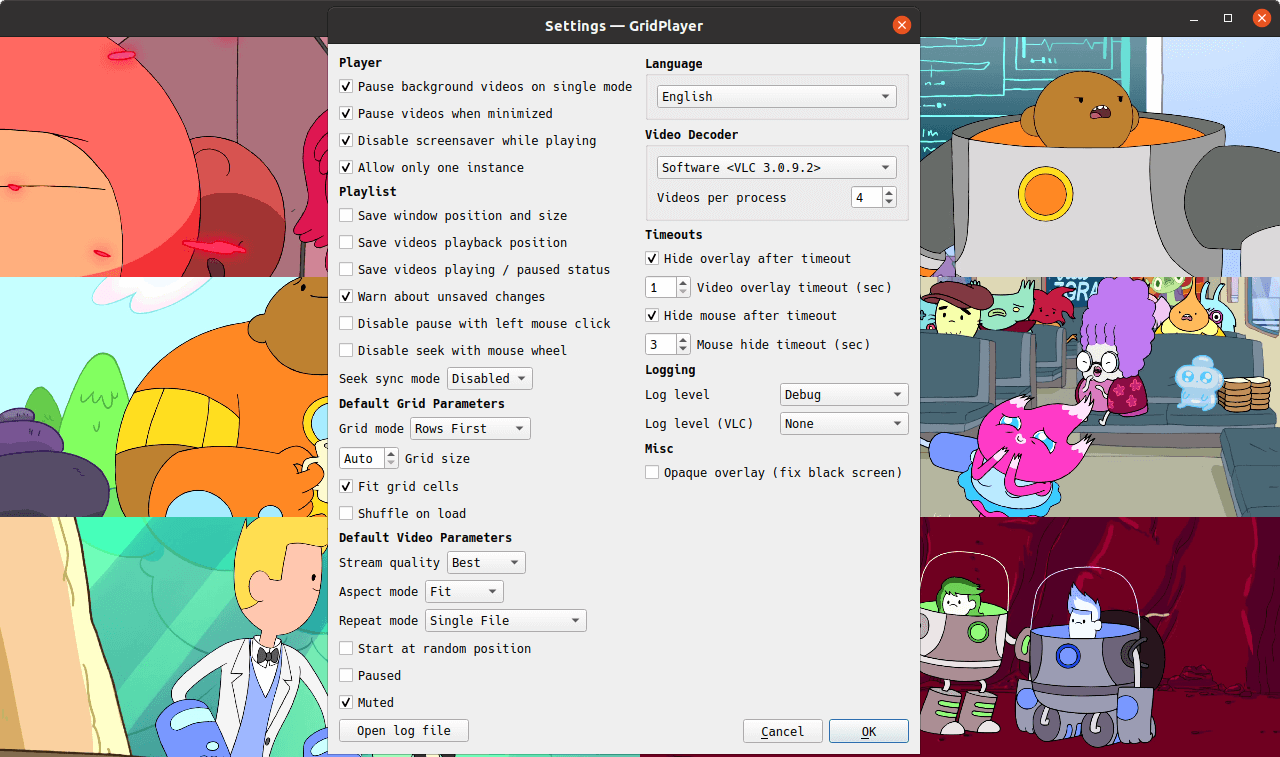 Settings — GridPlayer
Player
Pause background videos on single mode
Pause videos when minimized
Disable screensaver while playing
Allow only one instance
Playlist
Save window position and size
Save videos playback position
Save videos playing / paused status
Warn about unsaved changes
Disable pause with left mouse click
Disable seek with mouse wheel
Seek sync mode Disabled
Default Grid Parameters
Grid mode Rows First
Auto Grid size
Fit grid cells
Shuffle on load
Default Video Parameters
Stream quality Best
Aspect mode Fit
Repeat mode Single File
Start at random position
Paused
Muted
Open log file
Language
English
Video Decoder
Software <VLC 3.0.9.2>
Videos per process 4
Timeouts
Hide overlay after timeout
1 Video overlay timeout (sec)
Hide mouse after timeout
3 Mouse hide timeout (sec)
Logging
Log level Debug
Log level (VLC) None
Misc
Opaque overlay (fix black screen)
Cancel OK